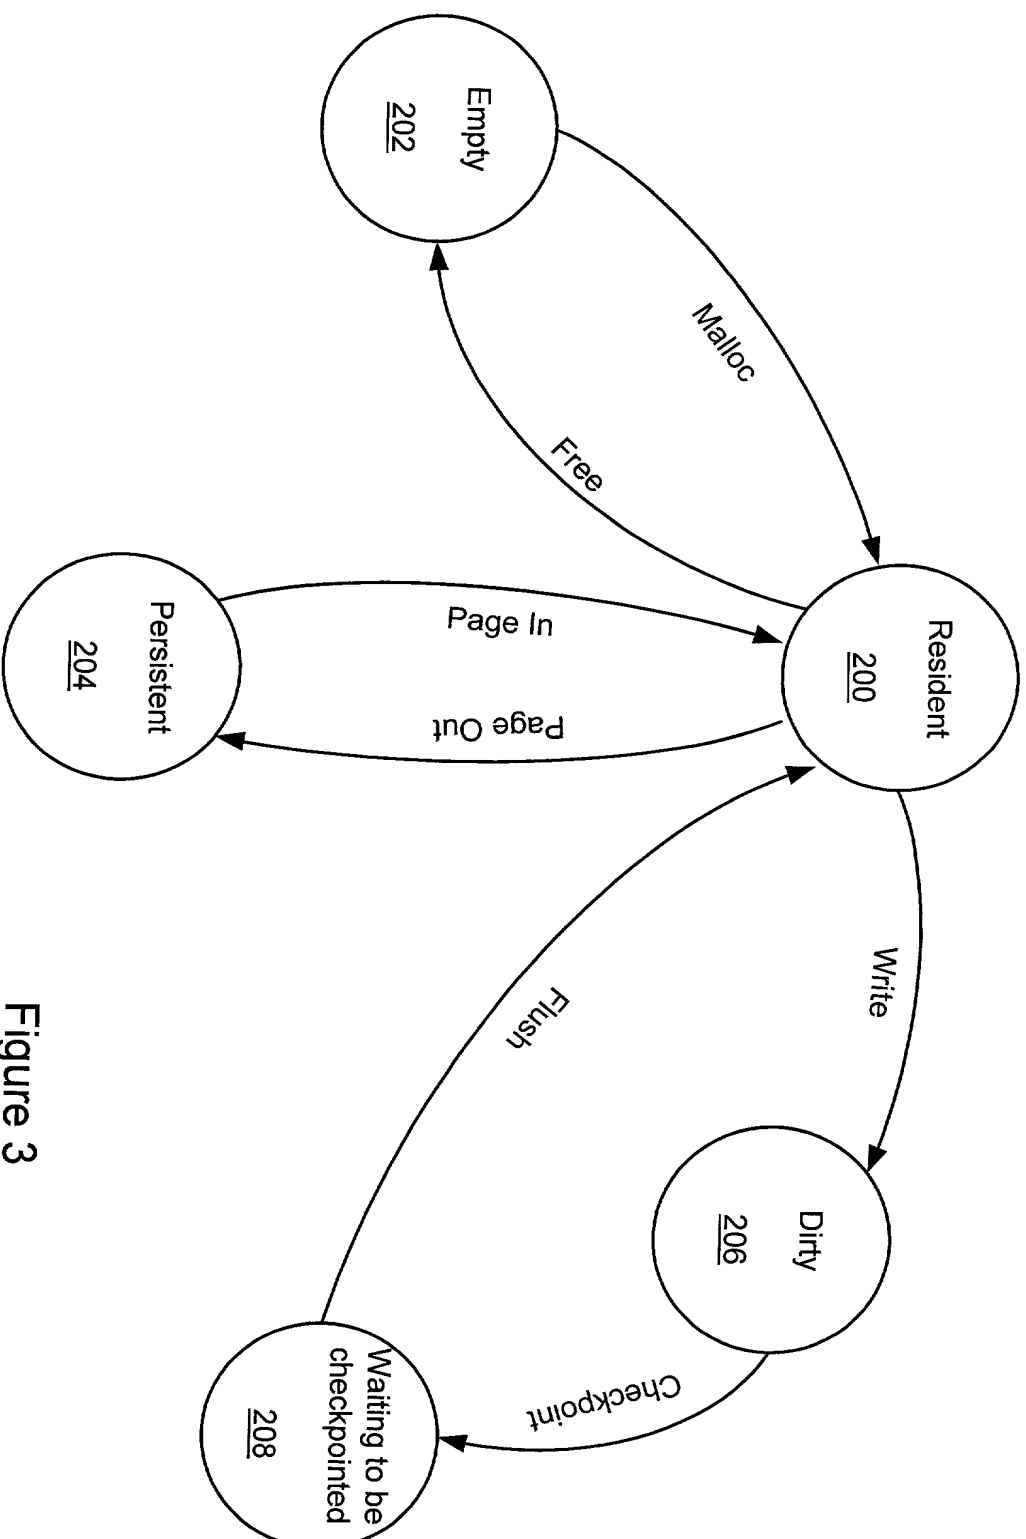 Resident
200
Malloc
Write
Empty
202
Free
Page In
Page Out
Flush
Dirty
206
Checkpoint
Persistent
204
Waiting to be
checkpointed
208
Figure 3